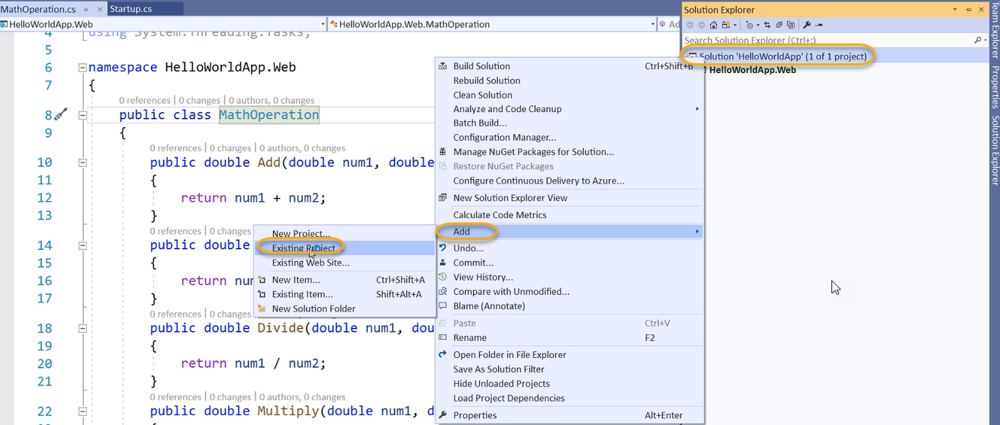 MathOperation.cs Startup.cs
HelloWorldApp.Web HelloWorldApp.Web.MathOperation Ad
4 using System.Threading.Tasks;
5
6 namespace HelloWorldApp.Web
7 {
0 references | 0 changes | 0 authors, 0 changes
8 public class MathOperation
9 {
0 references | 0 changes | 0 authors, 0 changes
10 public double Add(double num1, double
11 {
12 return num1 + num2;
13 }
0 references | 0 changes
14 public double
15 {
16 return num
17 }
0 references | 0 changes | 0 authors, 0 changes
18 public double Divide(double num1, dou
19 {
20 return num1 / num2;
21 }
0 references | 0 changes | 0 authors, 0 changes
22 public double Multiply(double num1, d
New Project...
Existing Project...
Existing Web Site...
New Item... Ctrl+Shift+A
Existing Item... Shift+Alt+A
New Solution Folder
Build Solution Ctrl+Shift+B
Rebuild Solution
Clean Solution
Analyze and Code Cleanup
Batch Build...
Configuration Manager...
Manage NuGet Packages for Solution...
Restore NuGet Packages
Configure Continuous Delivery to Azure...
New Solution Explorer View
Calculate Code Metrics
Add
Undo...
Commit...
View History...
Compare with Unmodified...
Blame (Annotate)
Paste Ctrl+V
Rename F2
Open Folder in File Explorer
Save As Solution Filter
Hide Unloaded Projects
Load Project Dependencies
Properties Alt+Enter
Solution Explorer
Search Solution Explorer (Ctrl+;)
Solution 'HelloWorldApp' (1 of 1 project)
HelloWorldApp.Web
Team Explorer
Properties
Solution Explorer